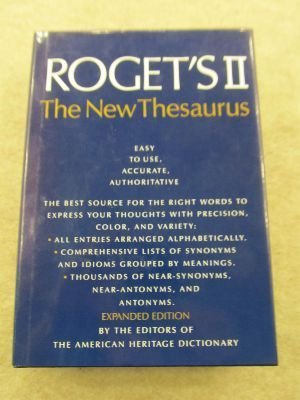 ROGET'S II
The New Thesaurus
EASY
TO USE,
ACCURATE,
AUTHORITATIVE
THE BEST SOURCE FOR THE RIGHT WORDS TO
EXPRESS YOUR THOUGHTS WITH PRECISION,
COLOR, AND VARIETY:
• ALL ENTRIES ARRANGED ALPHABETICALLY.
• COMPREHENSIVE LISTS OF SYNONYMS
AND IDIOMS GROUPED BY MEANINGS.
• THOUSANDS OF NEAR-SYNONYMS,
NEAR-ANTONYMS, AND
ANTONYMS.
EXPANDED EDITION
BY THE EDITORS OF
THE AMERICAN HERITAGE DICTIONARY